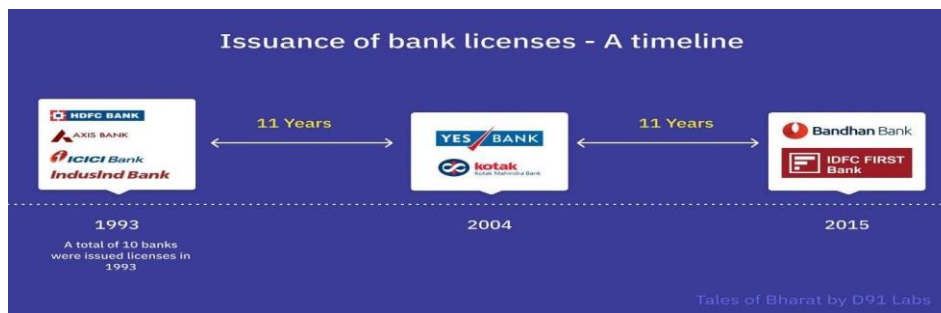 Issuance of bank licenses - A timeline
HDFC BANK
AXIS BANK
ICICI Bank
IndusInd Bank
11 Years
YES BANK
kotak
Kotak Mahindra Bank
11 Years
Bandhan Bank
IDFC FIRST
Bank
1993
A total of 10 banks
were issued licenses in
1993
2004
2015
Tales of Bharat by D91 Labs